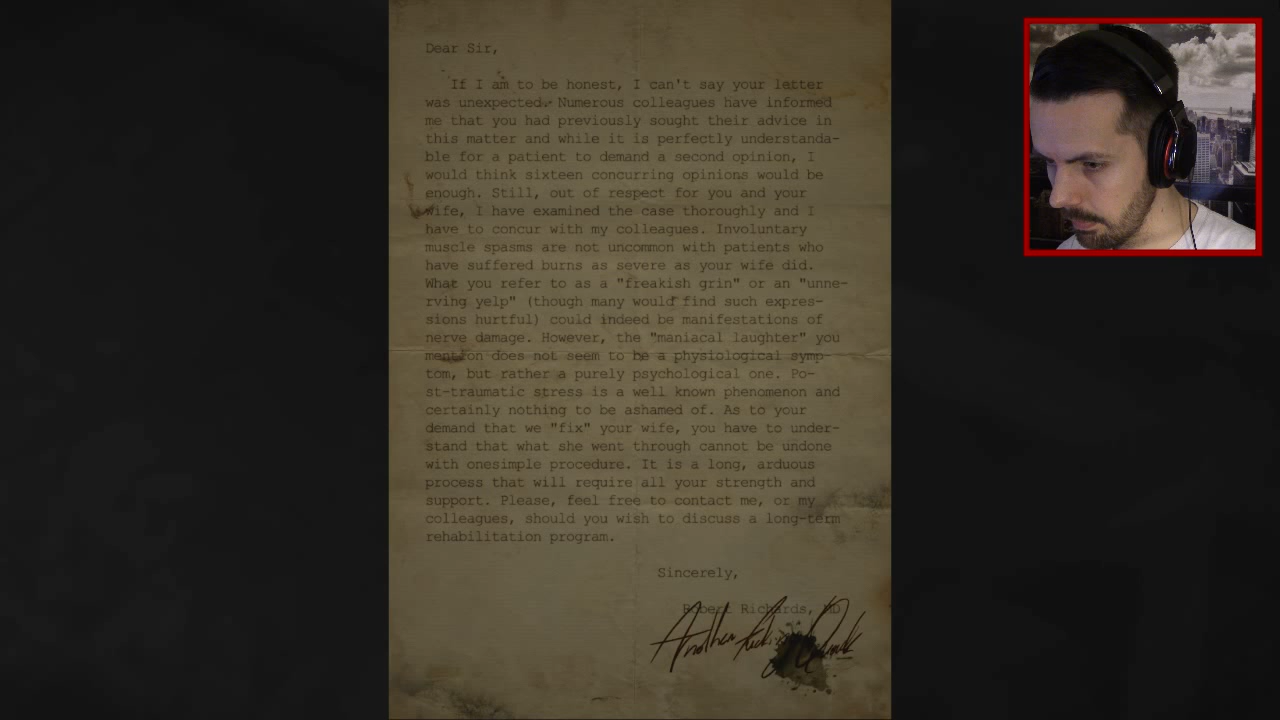 Dear Sir,
If I am to be honest, I can't say your letter
was unexpected. Numerous colleagues have informed
me that you had previously sought their advice in
this matter and while it is perfectly understanda-
ble for a patient to demand a second opinion, I
would think sixteen concurring opinions would be
enough. Still, out of respect for you and your
wife, I have examined the case thoroughly and I
have to concur with my colleagues. Involuntary
muscle spasms are not uncommon with patients who
have suffered burns as severe as your wife did.
What you refer to as a "freakish grin" or an "unne-
rving yelp" (though many would find such expres-
sions hurtful) could indeed be manifestations of
nerve damage. However, the "maniacal laughter" you
mention does not seem to be a physiological symp-
tom, but rather a purely psychological one. Po-
st-traumatic stress is a well known phenomenon and
certainly nothing to be ashamed of. As to your
demand that we "fix" your wife, you have to under-
stand that what she went through cannot be undone
with onesimple procedure. It is a long, arduous
process that will require all your strength and
support. Please, feel free to contact me, or my
colleagues, should you wish to discuss a long-term
rehabilitation program.
Sincerely,
Robert Richards, MD
Another